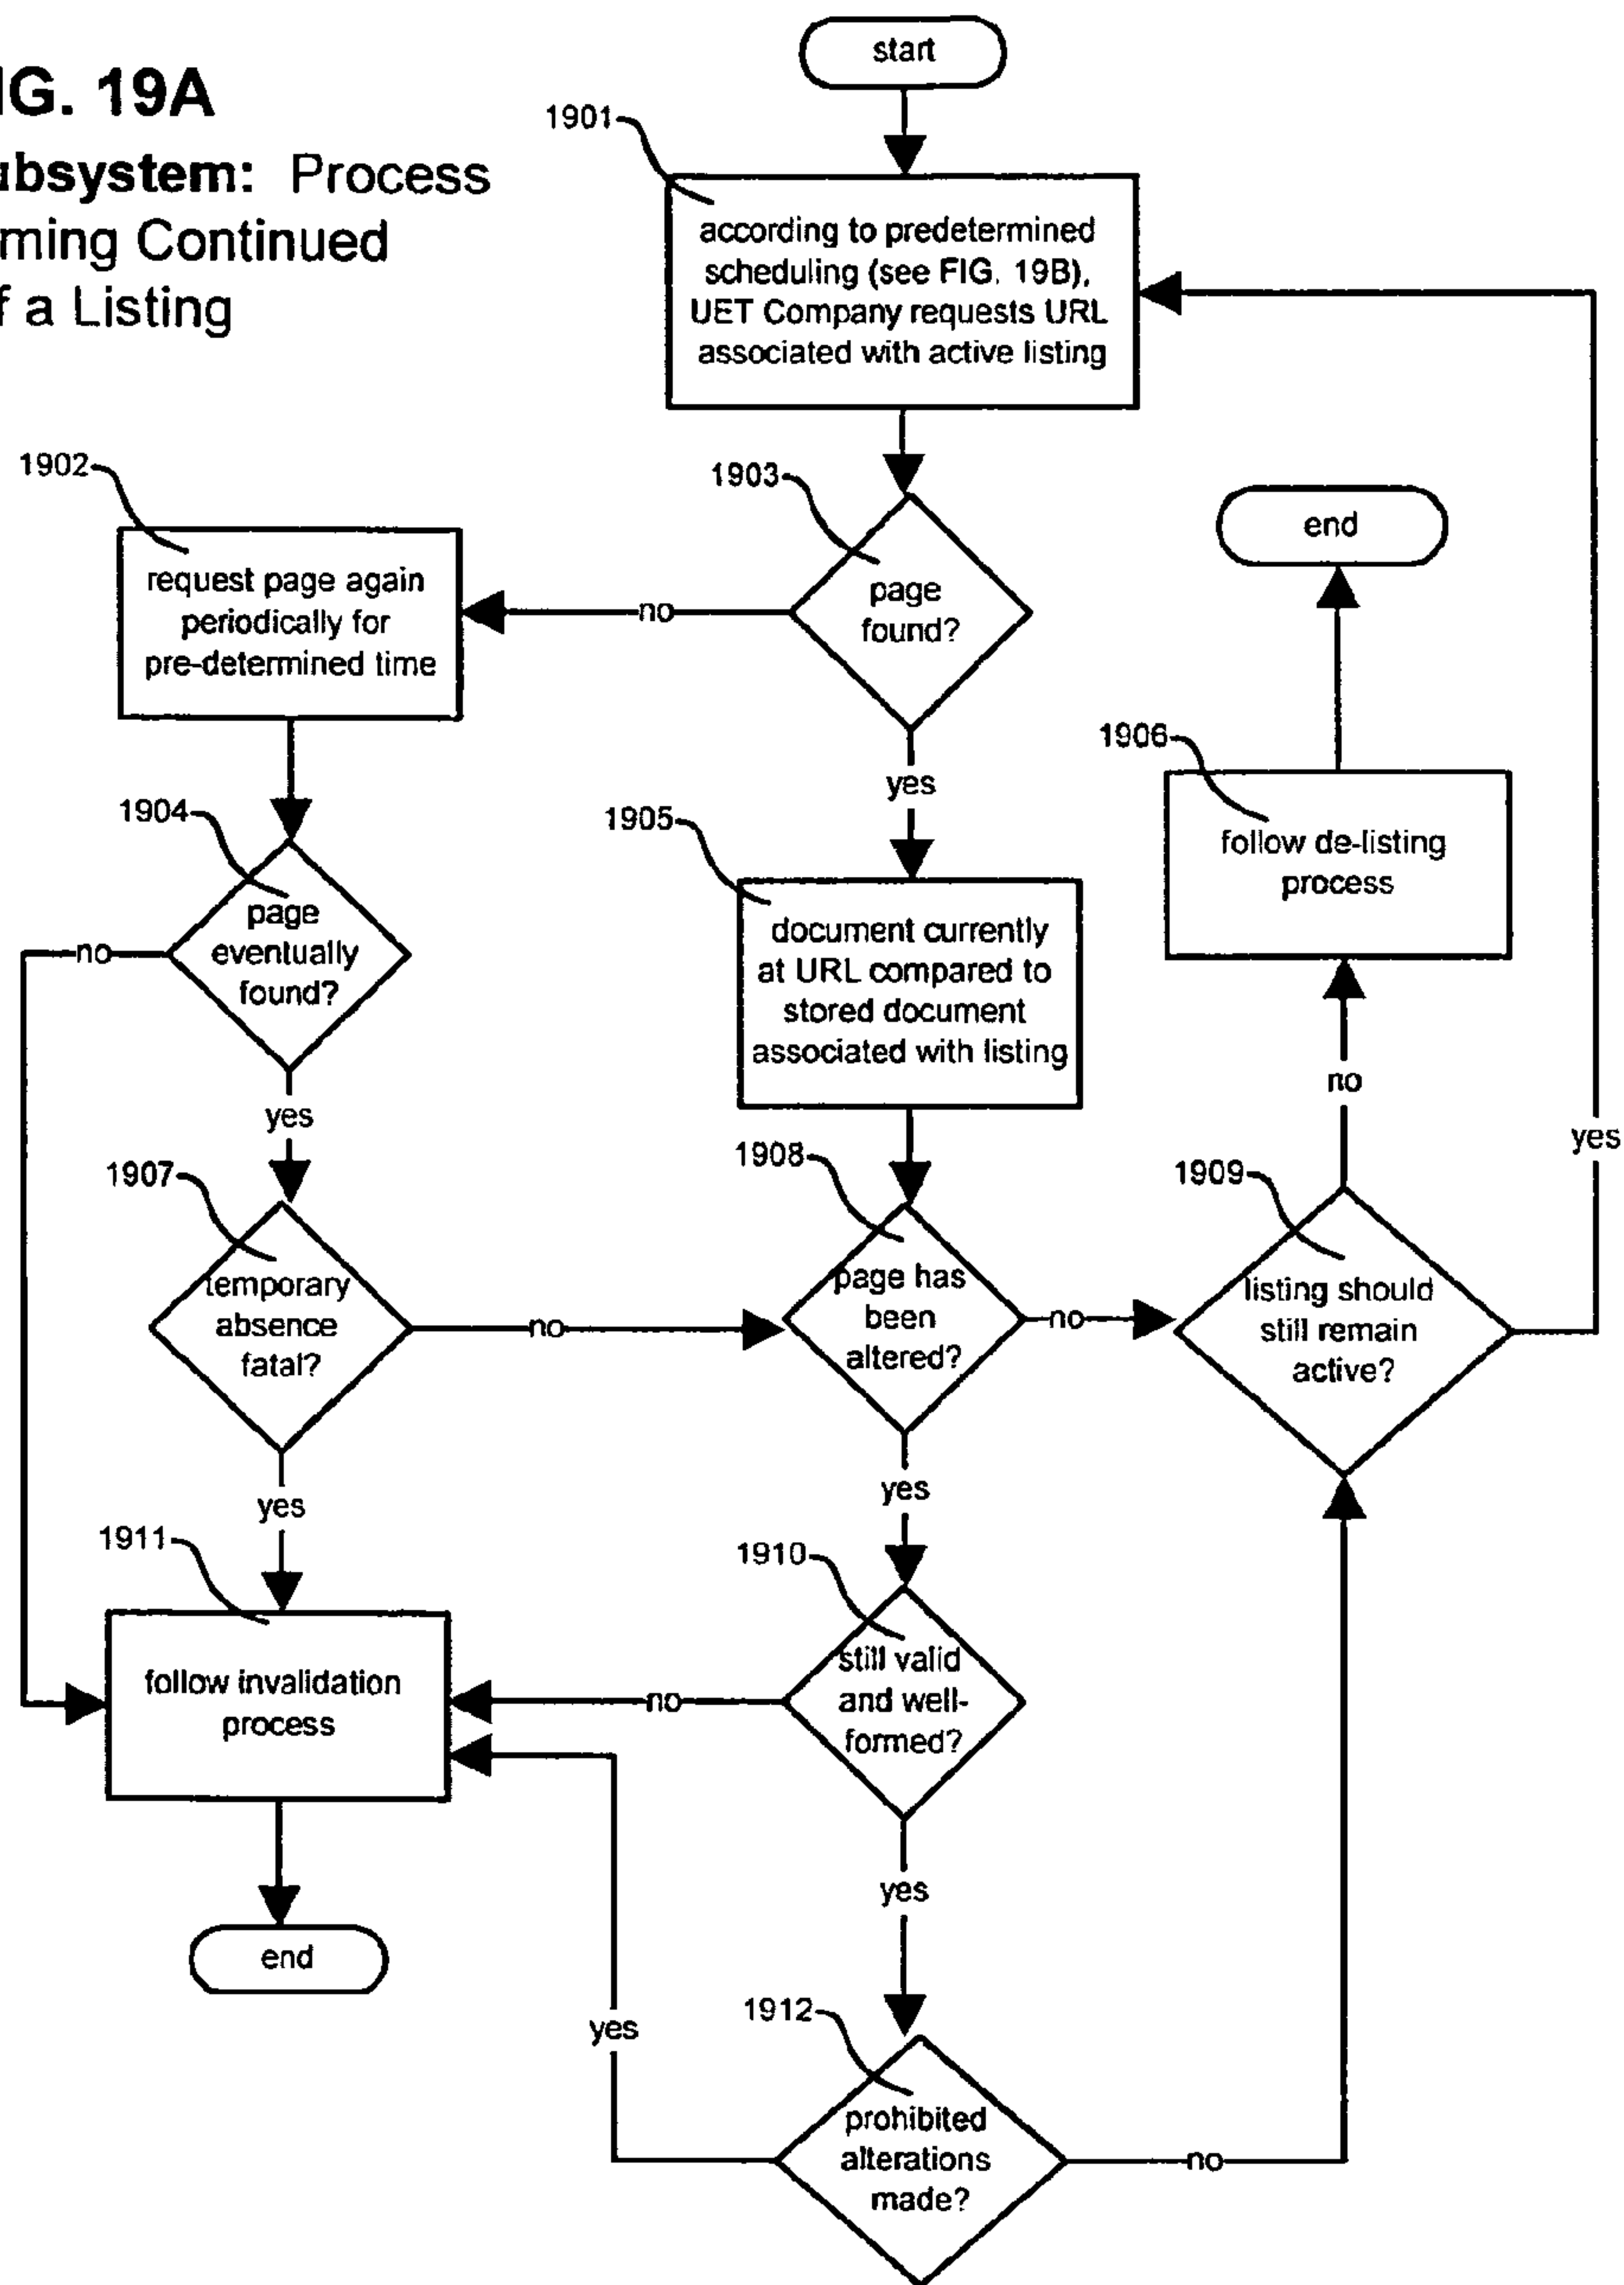 IG. 19A
ubsystem: Process
ming Continued
f a Listing
start
1901
according to predetermined
scheduling (see FIG. 19B),
UET Company requests URL
associated with active listing
1902
request page again
periodically for
pre-determined time
1903
page
found?
no
yes
end
1904
page
eventually
found?
no
yes
1905
document currently
at URL compared to
stored document
associated with listing
1906
follow de-listing
process
no
yes
1907
temporary
absence
fatal?
no
yes
1908
page has
been
altered?
no
yes
1909
listing should
still remain
active?
1910
still valid
and well-
formed?
no
yes
1911
follow invalidation
process
end
1912
prohibited
alterations
made?
yes
no